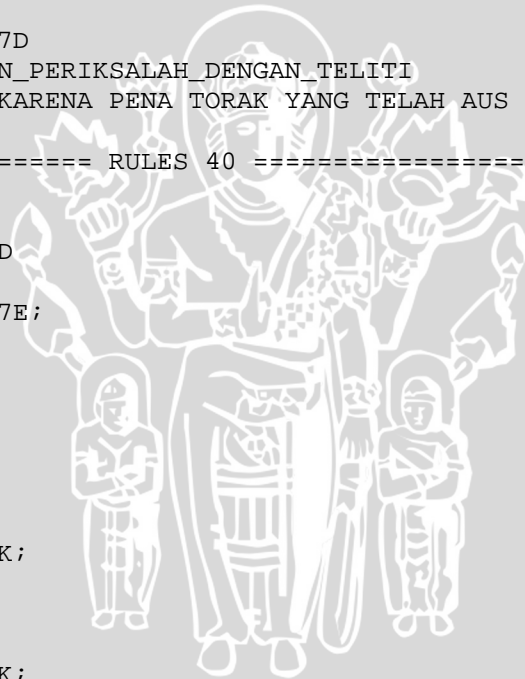 7D
N_PERIKSALAH_DENGAN_TELITI
KARENA PENA TORAK YANG TELAH AUS
====== RULES 40 =================
D
7E;
K;
K;